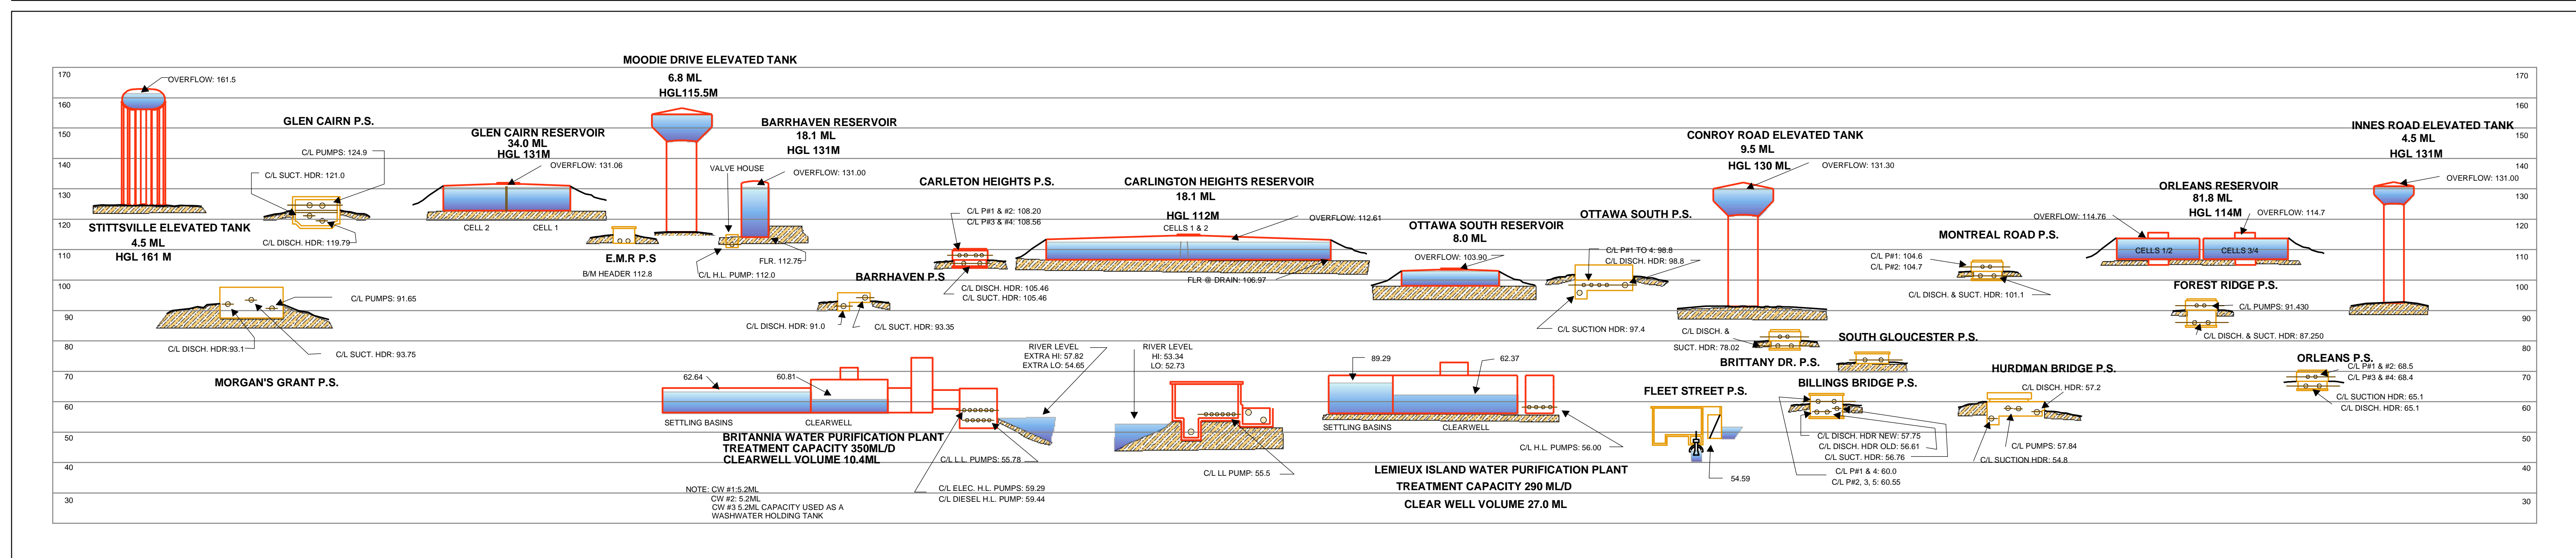 170
160
150
140
130
120
110
100
90
80
70
60
50
40
30
OVERFLOW: 161.5
STITTSVILLE ELEVATED TANK
4.5 ML
HGL 161 M
GLEN CAIRN P.S.
C/L PUMPS: 124.9
C/L SUCT. HDR: 121.0
C/L DISCH. HDR: 119.79
C/L PUMPS: 91.65
C/L DISCH. HDR:93.1
C/L SUCT. HDR: 93.75
MORGAN'S GRANT P.S.
GLEN CAIRN RESERVOIR
34.0 ML
HGL 131M
OVERFLOW: 131.06
CELL 2
CELL 1
MOODIE DRIVE ELEVATED TANK
6.8 ML
HGL115.5M
E.M.R P.S
B/M HEADER 112.8
BARRHAVEN RESERVOIR
18.1 ML
HGL 131M
VALVE HOUSE
OVERFLOW: 131.00
FLR. 112.75
C/L H.L. PUMP: 112.0
BARRHAVEN P.S
C/L DISCH. HDR: 91.0
C/L SUCT. HDR: 93.35
CARLETON HEIGHTS P.S.
C/L P#1 & #2: 108.20
C/L P#3 & #4: 108.56
C/L DISCH. HDR: 105.46
C/L SUCT. HDR: 105.46
CARLINGTON HEIGHTS RESERVOIR
18.1 ML
HGL 112M
CELLS 1 & 2
OVERFLOW: 112.61
FLR @ DRAIN: 106.97
OTTAWA SOUTH RESERVOIR
8.0 ML
OVERFLOW: 103.90
OTTAWA SOUTH P.S.
C/L P#1 TO 4: 98.8
C/L DISCH. HDR: 98.8
C/L SUCTION HDR: 97.4
CONROY ROAD ELEVATED TANK
9.5 ML
HGL 130 ML
OVERFLOW: 131.30
C/L DISCH. &
SUCT. HDR: 78.02
BRITTANY DR. P.S.
SOUTH GLOUCESTER P.S.
MONTREAL ROAD P.S.
C/L P#1: 104.6
C/L P#2: 104.7
C/L DISCH. & SUCT. HDR: 101.1
ORLEANS RESERVOIR
81.8 ML
HGL 114M
OVERFLOW: 114.76
OVERFLOW: 114.7
CELLS 1/2
CELLS 3/4
FOREST RIDGE P.S.
C/L PUMPS: 91.430
C/L DISCH. & SUCT. HDR: 87.250
INNES ROAD ELEVATED TANK
4.5 ML
HGL 131M
OVERFLOW: 131.00
62.64
60.81
SETTLING BASINS
CLEARWELL
BRITANNIA WATER PURIFICATION PLANT
TREATMENT CAPACITY 350ML/D
CLEARWELL VOLUME 10.4ML
NOTE: CW #1:5.2ML
CW #2: 5.2ML
CW #3 5.2ML CAPACITY USED AS A
WASHWATER HOLDING TANK
RIVER LEVEL
EXTRA HI: 57.82
EXTRA LO: 54.65
C/L L.L. PUMPS: 55.78
C/L ELEC. H.L. PUMPS: 59.29
C/L DIESEL H.L. PUMP: 59.44
RIVER LEVEL
HI: 53.34
LO: 52.73
C/L LL PUMP: 55.5
89.29
62.37
SETTLING BASINS
CLEARWELL
C/L H.L. PUMPS: 56.00
LEMIEUX ISLAND WATER PURIFICATION PLANT
TREATMENT CAPACITY 290 ML/D
CLEAR WELL VOLUME 27.0 ML
FLEET STREET P.S.
54.59
BILLINGS BRIDGE P.S.
C/L DISCH. HDR NEW: 57.75
C/L DISCH. HDR OLD: 56.61
C/L SUCT. HDR: 56.76
C/L P#1 & 4: 60.0
C/L P#2, 3, 5: 60.55
HURDMAN BRIDGE P.S.
C/L DISCH. HDR: 57.2
C/L PUMPS: 57.84
C/L SUCTION HDR: 54.8
ORLEANS P.S.
C/L P#1 & #2: 68.5
C/L P#3 & #4: 68.4
C/L SUCTION HDR: 65.1
C/L DISCH. HDR: 65.1
170
160
150
140
130
120
110
100
90
80
70
60
50
40
30